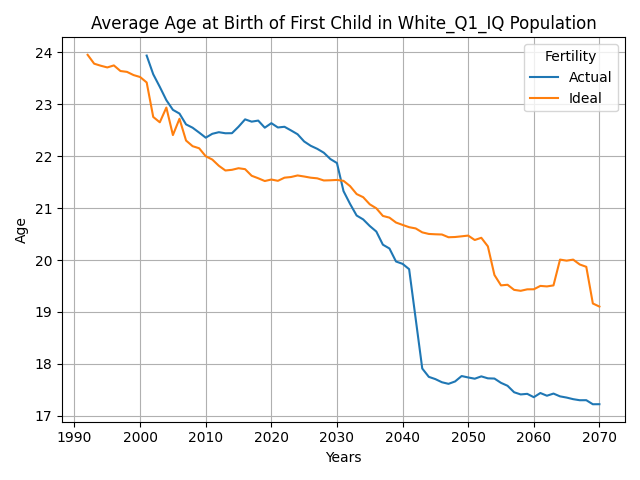 Average Age at Birth of First Child in White_Q1_IQ Population
Fertility
Actual
Ideal
24
23
22
21
20
19
18
17
Age
1990 2000 2010 2020 2030 2040 2050 2060 2070
Years